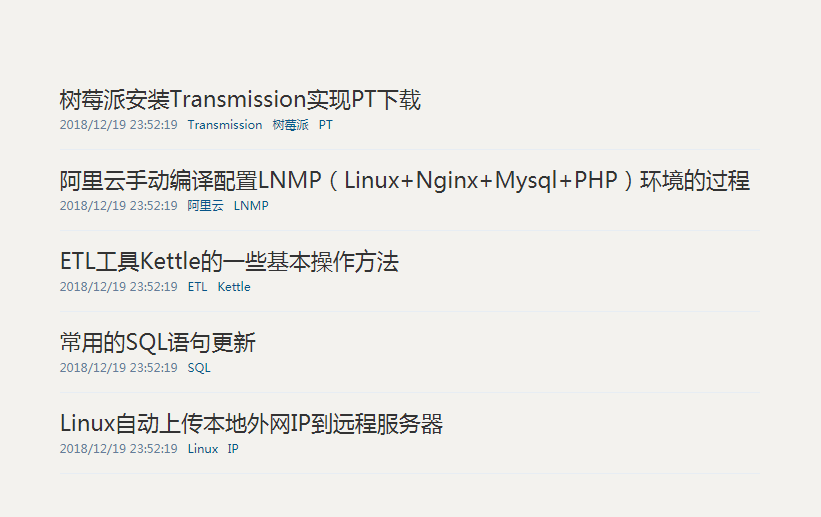 树莓派安装Transmission实现PT下载
2018/12/19 23:52:19 Transmission 树莓派 PT
阿里云手动编译配置LNMP（Linux+Nginx+Mysql+PHP）环境的过程
2018/12/19 23:52:19 阿里云 LNMP
ETL工具Kettle的一些基本操作方法
2018/12/19 23:52:19 ETL Kettle
常用的SQL语句更新
2018/12/19 23:52:19 SQL
Linux自动上传本地外网IP到远程服务器
2018/12/19 23:52:19 Linux IP